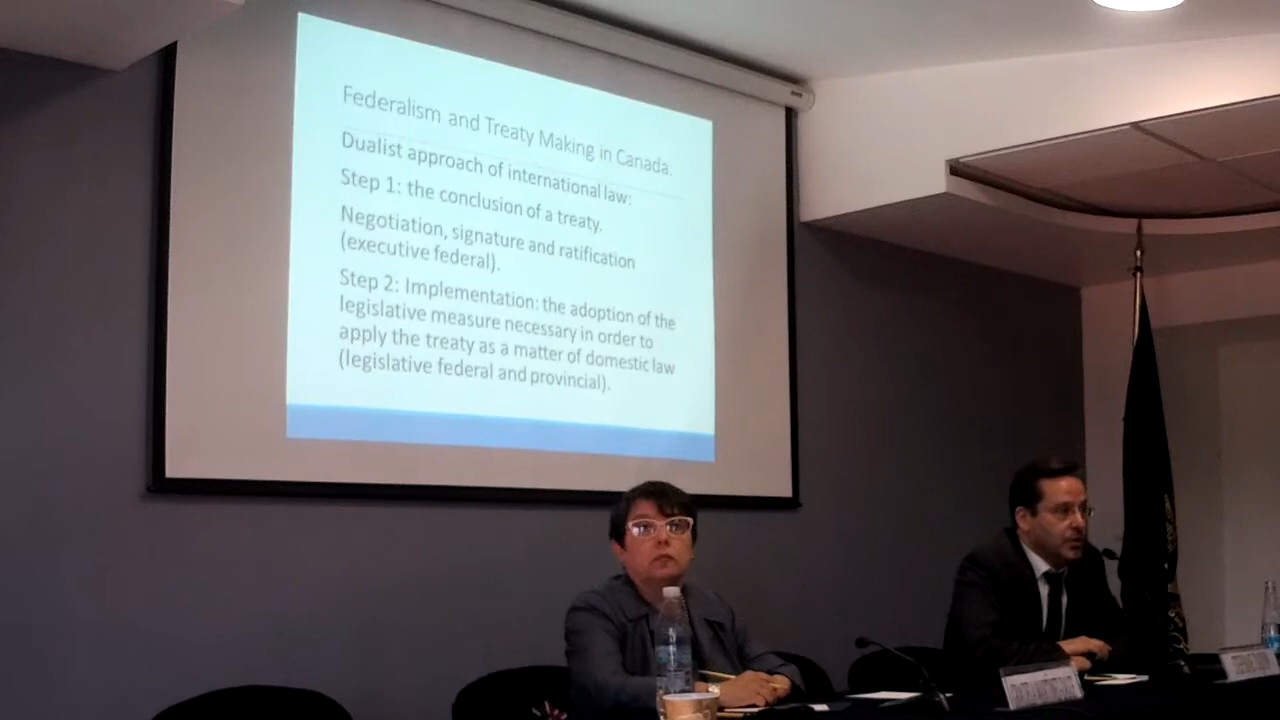 Federalism and Treaty Making in Canada.
Dualist approach of international law:
Step 1: the conclusion of a treaty.
Negotiation, signature and ratification
(executive federal).
Step 2: Implementation: the adoption of the
legislative measure necessary in order to
apply the treaty as a matter of domestic law
(legislative federal and provincial).